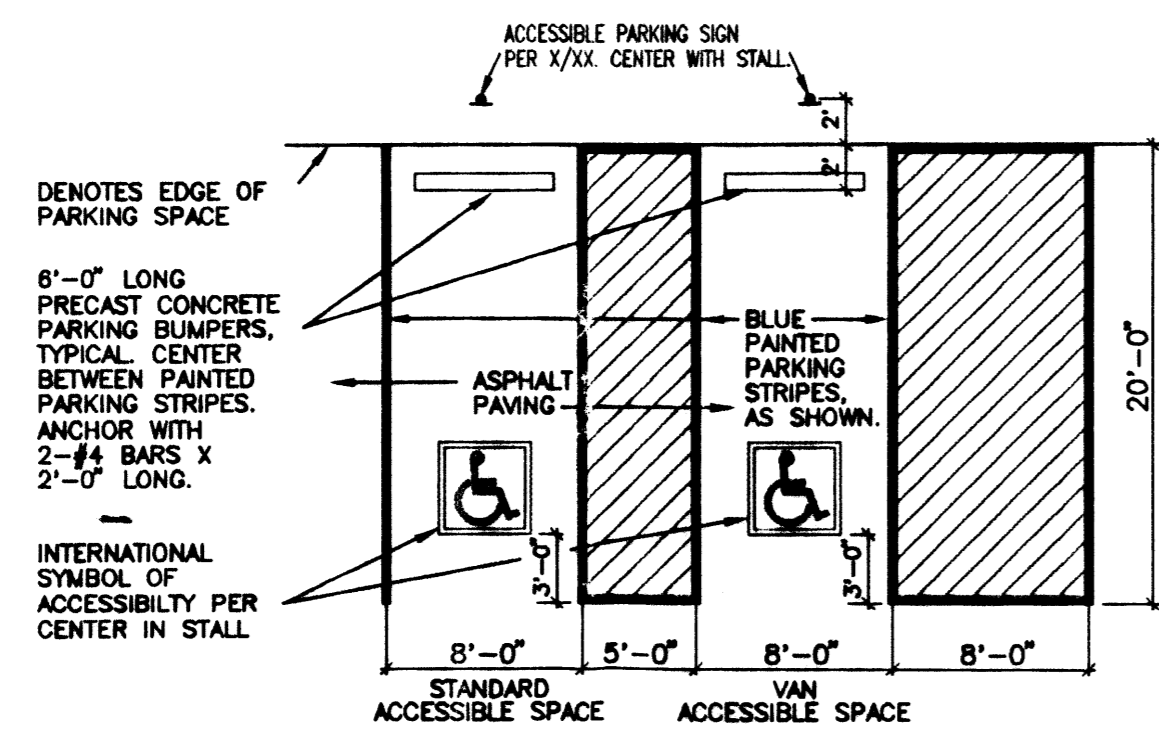 ACCESSIBLE PARKING SIGN
PER X/XX. CENTER WITH STALL.
2'
2'
DENOTES EDGE OF
PARKING SPACE
6'-0" LONG
PRECAST CONCRETE
PARKING BUMPERS,
TYPICAL. CENTER
BETWEEN PAINTED
PARKING STRIPES.
ANCHOR WITH
2-#4 BARS X
2'-0" LONG.
BLUE
PAINTED
PARKING
STRIPES,
AS SHOWN.
ASPHALT
PAVING
20'-0"
INTERNATIONAL
SYMBOL OF
ACCESSIBILTY PER
CENTER IN STALL
3'-0"
3'-0"
8'-0" 5'-0" 8'-0" 8'-0"
STANDARD
ACCESSIBLE SPACE
VAN
ACCESSIBLE SPACE